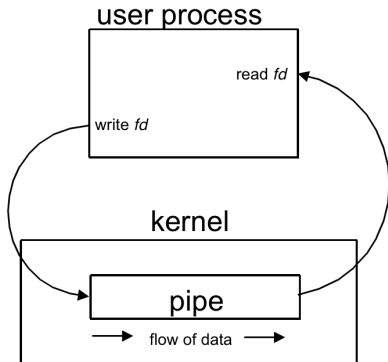 user process
read fd
write fd
kernel
pipe
flow of data